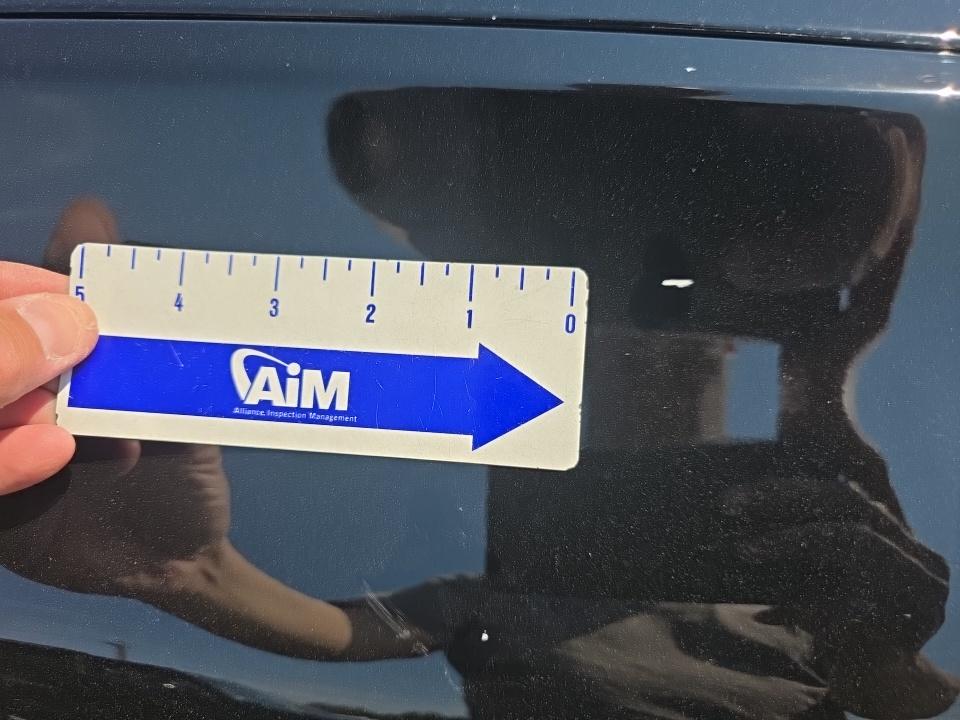 5 4 3 2 1 0
AiM
Alliance Inspection Management